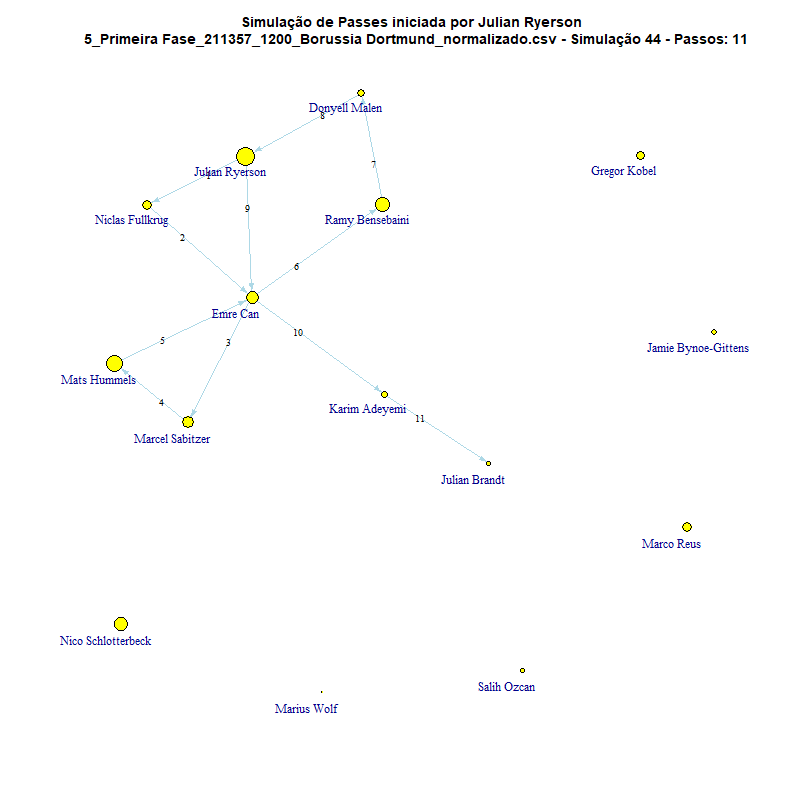 Simulação de Passes iniciada por Julian Ryerson
5_Primeira Fase_211357_1200_Borussia Dortmund_normalizado.csv - Simulação 44 - Passos: 11
Donyell Malen
8
Gregor Kobel
7
Julian Ryerson
Niclas Fullkrug
9
Ramy Bensebaini
2
6
Emre Can
10
3
5
Jamie Bynoe-Gittens
Mats Hummels
4
Karim Adeyemi
11
Marcel Sabitzer
Julian Brandt
Marco Reus
Nico Schlotterbeck
Salih Ozcan
Marius Wolf